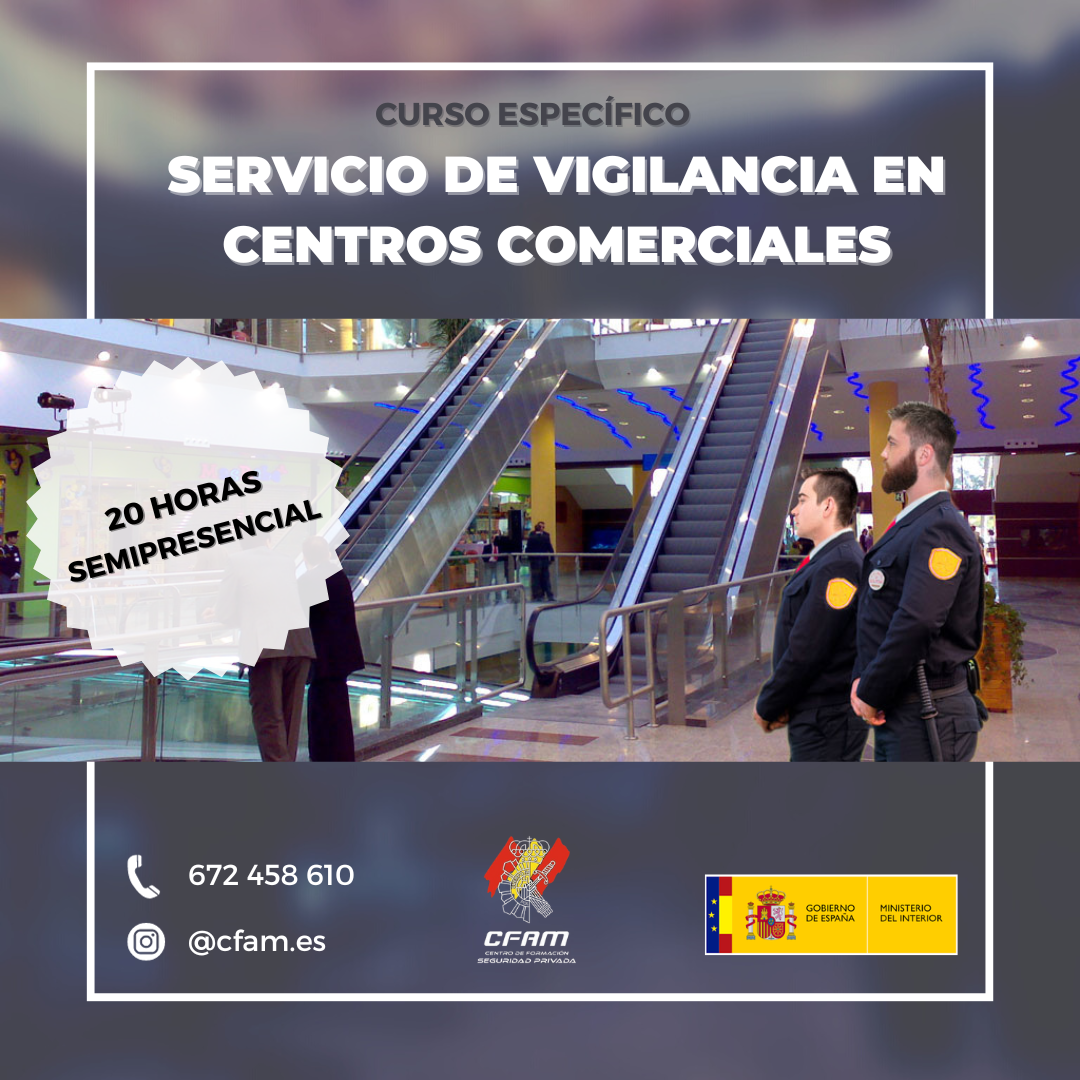 CURSO ESPECÍFICO
SERVICIO DE VIGILANCIA EN
CENTROS COMERCIALES
20 HORAS
SEMIPRESENCIAL
672 458 610
@cfam.es
CFAM
CENTRO DE FORMACIÓN
SEGURIDAD PRIVADA
GOBIERNO
DE ESPAÑA
MINISTERIO
DEL INTERIOR